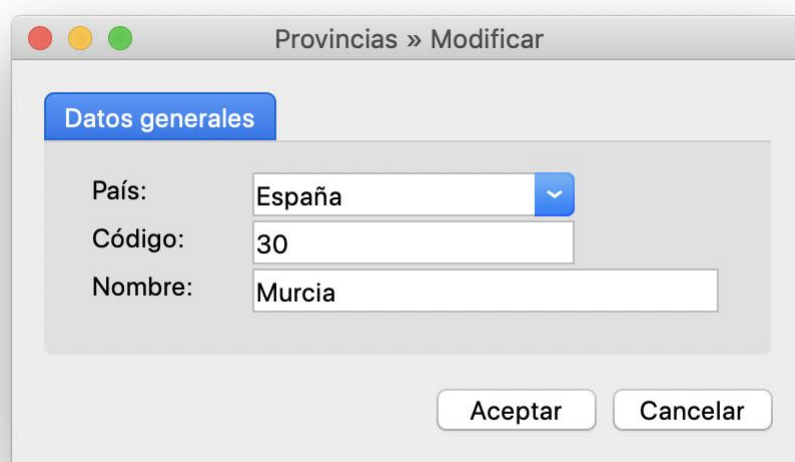 Provincias » Modificar
Datos generales
País: España
Código: 30
Nombre: Murcia
Aceptar Cancelar